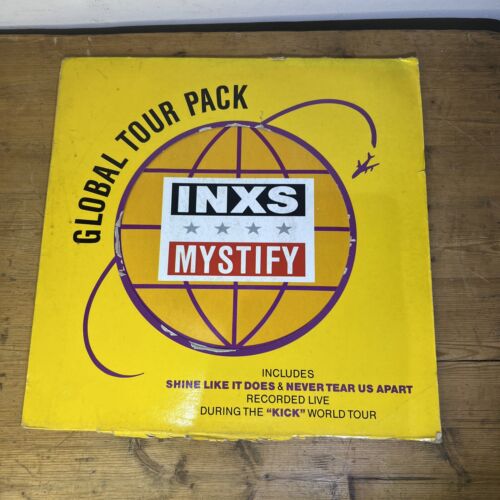 GLOBAL TOUR PACK
INXS
MYSTIFY
INCLUDES
SHINE LIKE IT DOES & NEVER TEAR US APART
RECORDED LIVE
DURING THE "KICK" WORLD TOUR